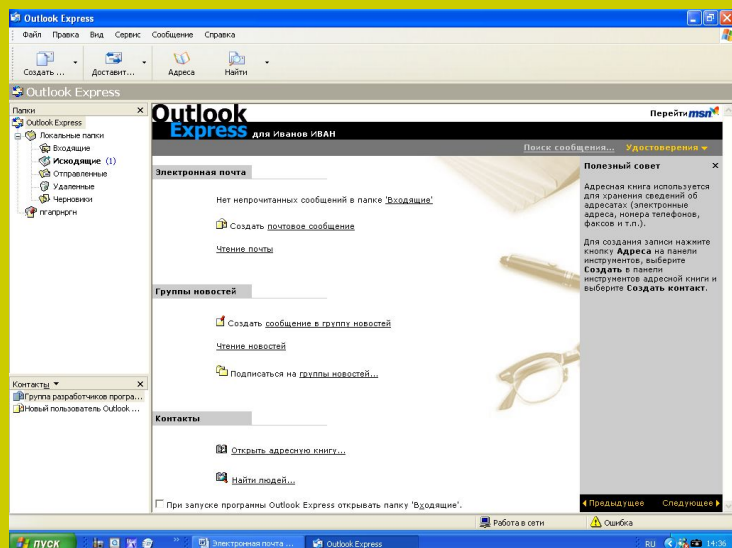 Outlook Express
Файл Правка Вид Сервис Сообщение Справка
Создать ... Доставит... Адреса Найти
Outlook Express
Папки
Outlook Express
Локальные папки
Входящие
Исходящие (1)
Отправленные
Удаленные
Черновики
пгапрнргн
Контакты
Группа разработчиков програ...
Новый пользователь Outlook ...
Outlook
Express для Иванов ИВАН
Перейти msn
Поиск сообщения... Удостоверения
Электронная почта
Нет непрочитанных сообщений в папке 'Входящие'
Создать почтовое сообщение
Чтение почты
Группы новостей
Создать сообщение в группу новостей
Чтение новостей
Подписаться на группы новостей...
Контакты
Открыть адресную книгу...
Найти людей...
При запуске программы Outlook Express открывать папку 'Входящие'.
Полезный совет
Адресная книга используется
для хранения сведений об
адресатах (электронные
адреса, номера телефонов,
факсов и т.п.).
Для создания записи нажмите
кнопку Адреса на панели
инструментов, выберите
Создать в панели
инструментов адресной книги и
выберите Создать контакт.
Предыдущее Следующее
Работа в сети Ошибка
пуск Электронная почта ... Outlook Express RU 14:36